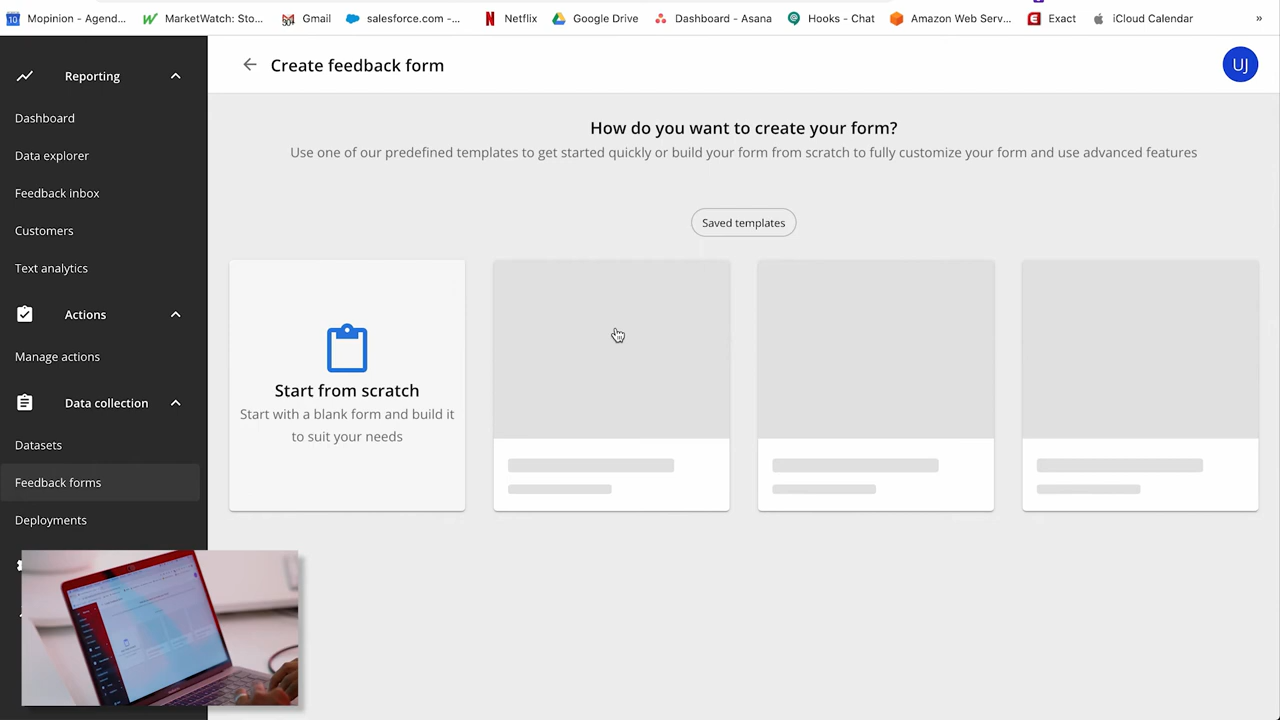 Mopinion - Agend...
MarketWatch: Sto...
Gmail
salesforce.com -...
Netflix
Google Drive
Dashboard - Asana
Hooks - Chat
Amazon Web Serv...
Exact
iCloud Calendar
»
Reporting
Create feedback form
UJ
Dashboard
Data explorer
Feedback inbox
Customers
Text analytics
Actions
Manage actions
Data collection
Datasets
Feedback forms
Deployments
How do you want to create your form?
Use one of our predefined templates to get started quickly or build your form from scratch to fully customize your form and use advanced features
Saved templates
Start from scratch
Start with a blank form and build it
to suit your needs